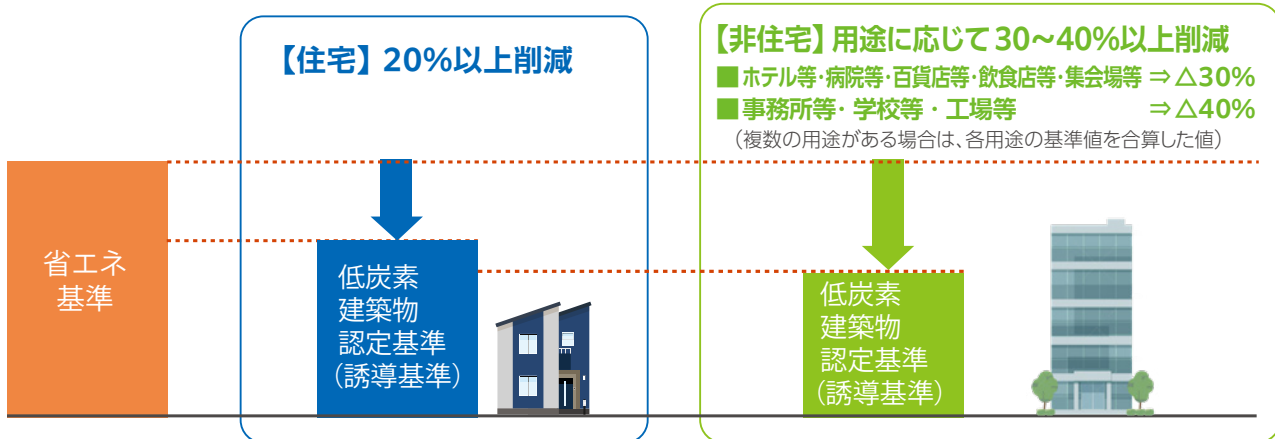 【住宅】20%以上削減
【非住宅】用途に応じて30～40%以上削減
■ホテル等・病院等・百貨店等・飲食店等・集会場等 ⇒△30%
■事務所等・学校等・工場等 ⇒△40%
（複数の用途がある場合は、各用途の基準値を合算した値）
省エネ
基準
低炭素
建築物
認定基準
（誘導基準）
低炭素
建築物
認定基準
（誘導基準）